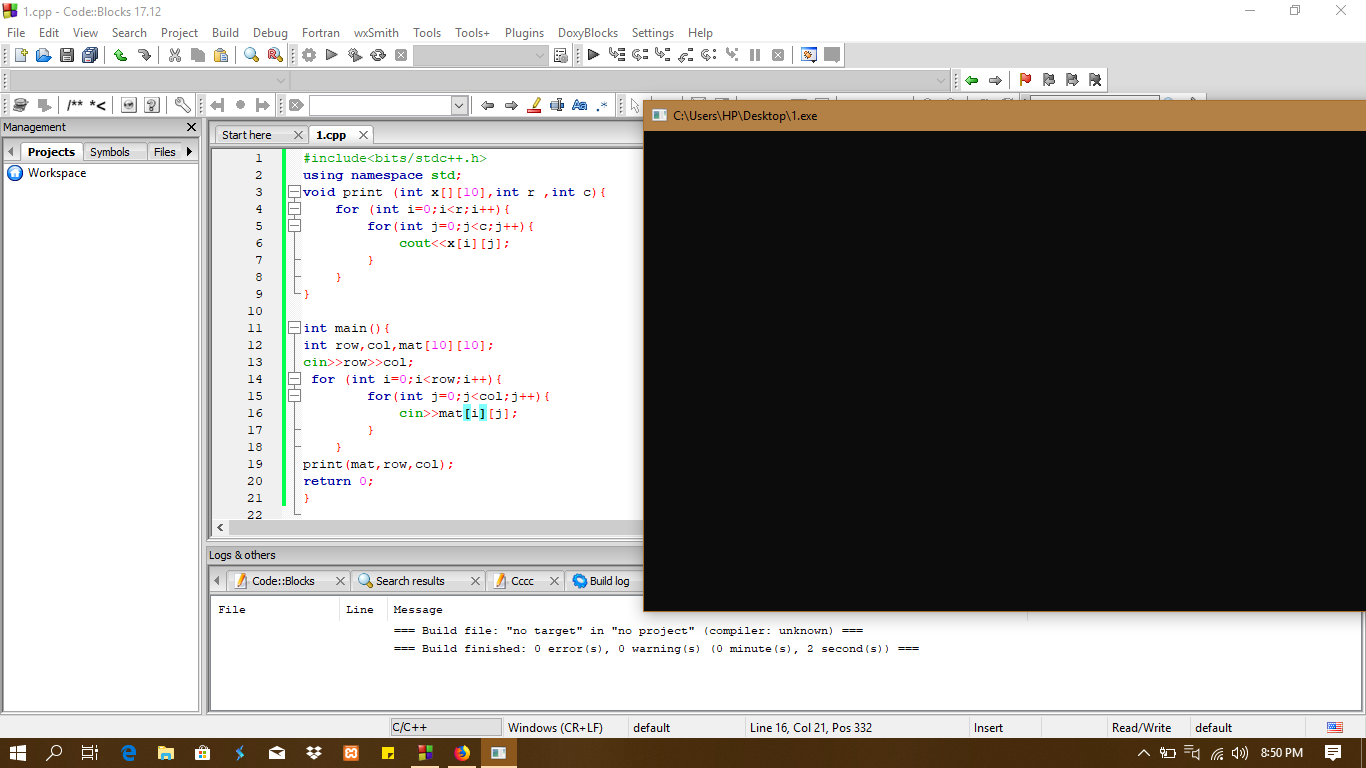 1.cpp - Code::Blocks 17.12
File Edit View Search Project Build Debug Fortran wxSmith Tools Tools+ Plugins DoxyBlocks Settings Help
/** *<
Aa .*
Management
Projects Symbols Files
Workspace
Start here 1.cpp
1 #include<bits/stdc++.h>
2 using namespace std;
3 void print (int x[][10],int r ,int c){
4 for (int i=0;i<r;i++){
5 for(int j=0;j<c;j++){
6 cout<<x[i][j];
7 }
8 }
9 }
10
11 int main(){
12 int row,col,mat[10][10];
13 cin>>row>>col;
14 for (int i=0;i<row;i++){
15 for(int j=0;j<col;j++){
16 cin>>mat[i][j];
17 }
18 }
19 print(mat,row,col);
20 return 0;
21 }
22
C:\Users\HP\Desktop\1.exe
Logs & others
Code::Blocks Search results Cccc Build log
File Line Message
=== Build file: "no target" in "no project" (compiler: unknown) ===
=== Build finished: 0 error(s), 0 warning(s) (0 minute(s), 2 second(s)) ===
C/C++ Windows (CR+LF) default Line 16, Col 21, Pos 332 Insert Read/Write default
8:50 PM